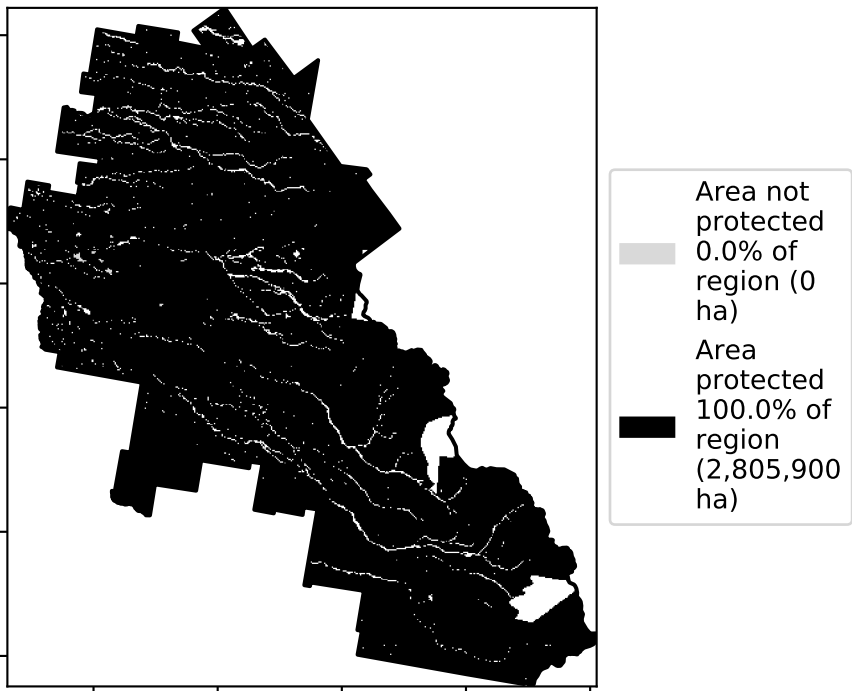 Area not
protected
0.0% of
region (0
ha)
Area
protected
100.0% of
region
(2,805,900
ha)